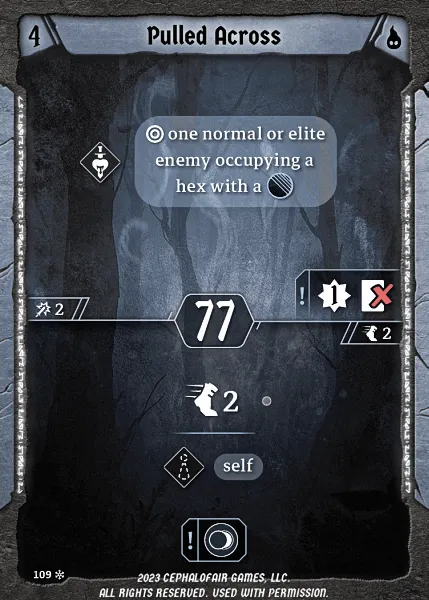 4
Pulled Across
one normal or elite
enemy occupying a
hex with a
2
77
! 1
2
2
self
!
109
2023 CEPHALOFAIR GAMES, LLC.
ALL RIGHTS RESERVED. USED WITH PERMISSION.